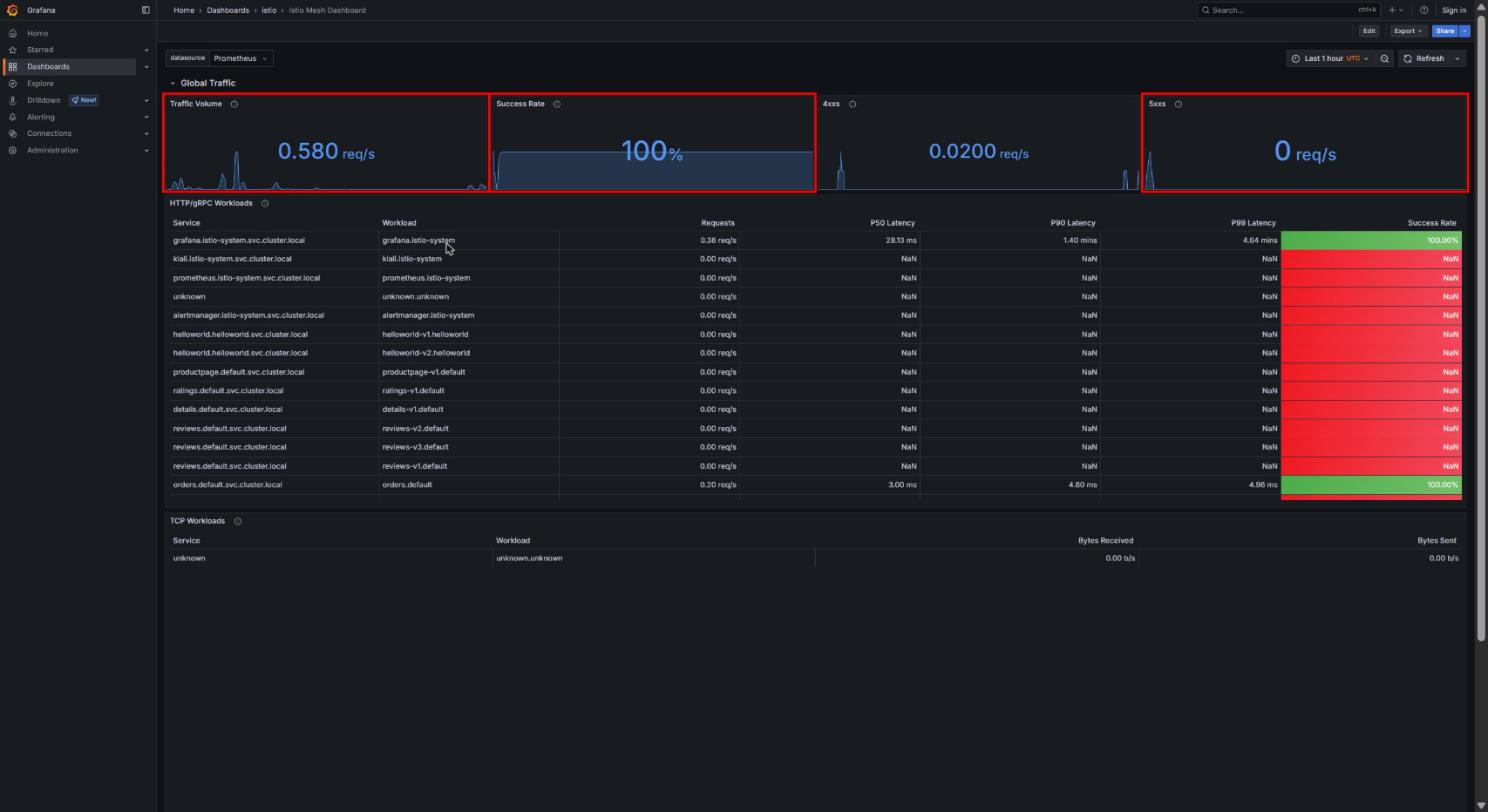 Grafana
Home › Dashboards › istio › Istio Mesh Dashboard
Search... ctrl+k
Sign in
Edit Export Share
Home
Starred
Dashboards
Explore
Drilldown New!
Alerting
Connections
Administration
datasource Prometheus
Last 1 hour UTC Refresh
Global Traffic
Traffic Volume
0.580 req/s
Success Rate
100%
4xxs
0.0200 req/s
5xxs
0 req/s
HTTP/gRPC Workloads
Service Workload Requests P50 Latency P90 Latency P99 Latency Success Rate
grafana.istio-system.svc.cluster.local grafana.istio-system 0.38 req/s 28.13 ms 1.40 mins 4.64 mins 100.00%
kiali.istio-system.svc.cluster.local kiali.istio-system 0.00 req/s NaN NaN NaN NaN
prometheus.istio-system.svc.cluster.local prometheus.istio-system 0.00 req/s NaN NaN NaN NaN
unknown unknown.unknown 0.00 req/s NaN NaN NaN NaN
alertmanager.istio-system.svc.cluster.local alertmanager.istio-system 0.00 req/s NaN NaN NaN NaN
helloworld.helloworld.svc.cluster.local helloworld-v1.helloworld 0.00 req/s NaN NaN NaN NaN
helloworld.helloworld.svc.cluster.local helloworld-v2.helloworld 0.00 req/s NaN NaN NaN NaN
productpage.default.svc.cluster.local productpage-v1.default 0.00 req/s NaN NaN NaN NaN
ratings.default.svc.cluster.local ratings-v1.default 0.00 req/s NaN NaN NaN NaN
details.default.svc.cluster.local details-v1.default 0.00 req/s NaN NaN NaN NaN
reviews.default.svc.cluster.local reviews-v2.default 0.00 req/s NaN NaN NaN NaN
reviews.default.svc.cluster.local reviews-v3.default 0.00 req/s NaN NaN NaN NaN
reviews.default.svc.cluster.local reviews-v1.default 0.00 req/s NaN NaN NaN NaN
orders.default.svc.cluster.local orders.default 0.20 req/s 3.00 ms 4.60 ms 4.96 ms 100.00%
TCP Workloads
Service Workload Bytes Received Bytes Sent
unknown unknown.unknown 0.00 b/s 0.00 b/s